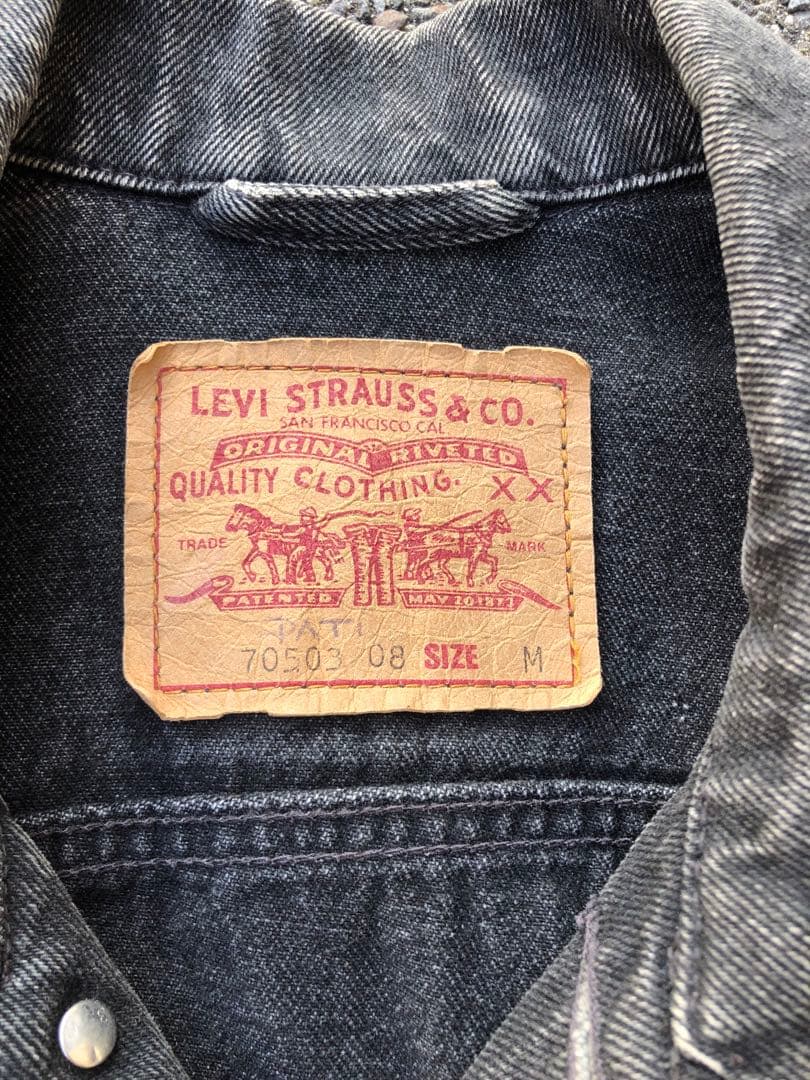 LEVI STRAUSS & CO.
SAN FRANCISCO CAL
ORIGINAL RIVETED
QUALITY CLOTHING. XX
TRADE MARK
PATENTED MAY 20 1873
PATI
70503 08 SIZE M